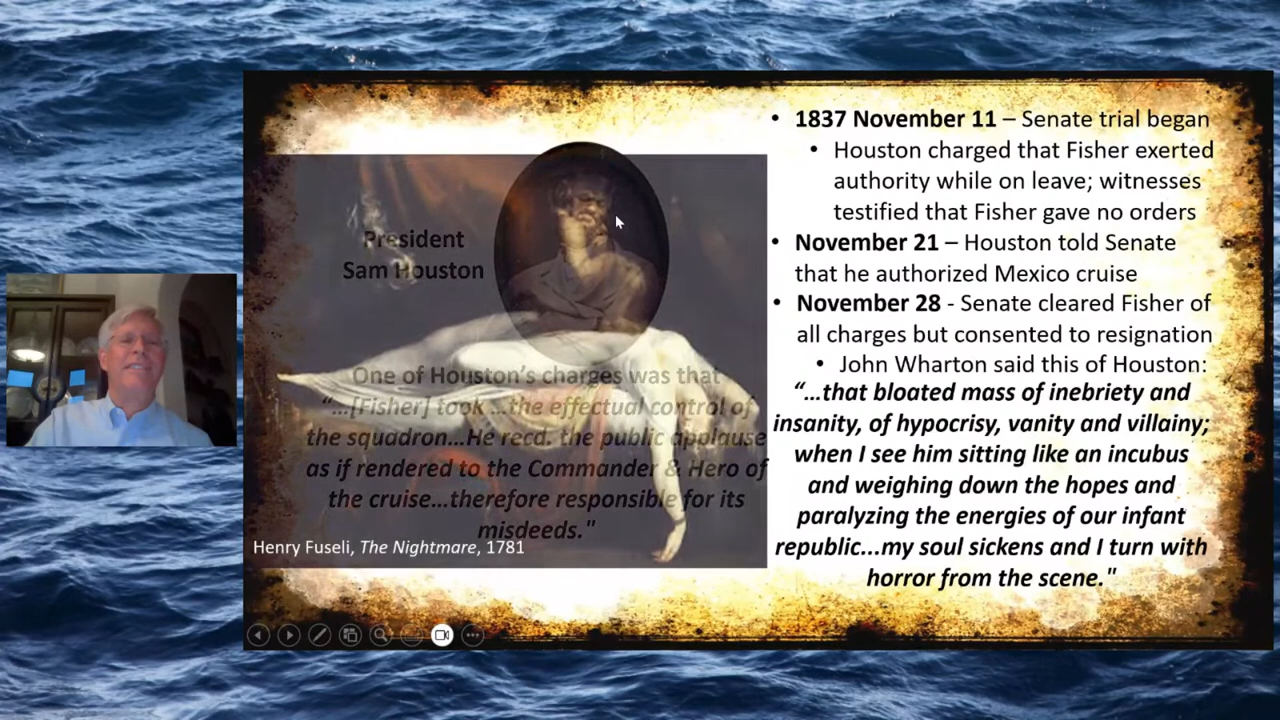 President
Sam Houston
One of Houston's charges was that
“...[Fisher] took ...the effectual control of
the squadron...He recd. the public applause
as if rendered to the Commander & Hero of
the cruise...therefore responsible for its
misdeeds."
Henry Fuseli, The Nightmare, 1781
• 1837 November 11 – Senate trial began
• Houston charged that Fisher exerted
authority while on leave; witnesses
testified that Fisher gave no orders
• November 21 – Houston told Senate
that he authorized Mexico cruise
• November 28 - Senate cleared Fisher of
all charges but consented to resignation
• John Wharton said this of Houston:
“...that bloated mass of inebriety and
insanity, of hypocrisy, vanity and villainy;
when I see him sitting like an incubus
and weighing down the hopes and
paralyzing the energies of our infant
republic...my soul sickens and I turn with
horror from the scene."